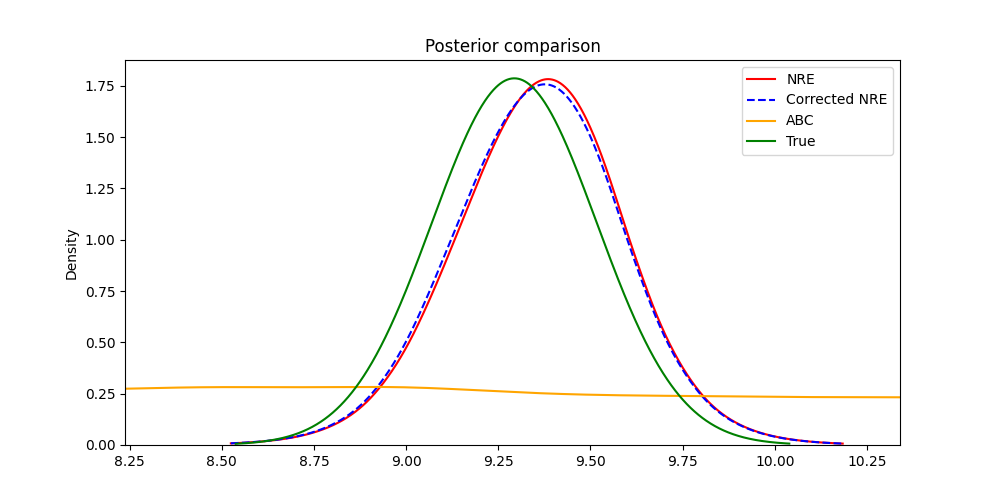 Posterior comparison
NRE
Corrected NRE
ABC
True
Density
1.75
1.50
1.25
1.00
0.75
0.50
0.25
0.00
8.25 8.50 8.75 9.00 9.25 9.50 9.75 10.00 10.25